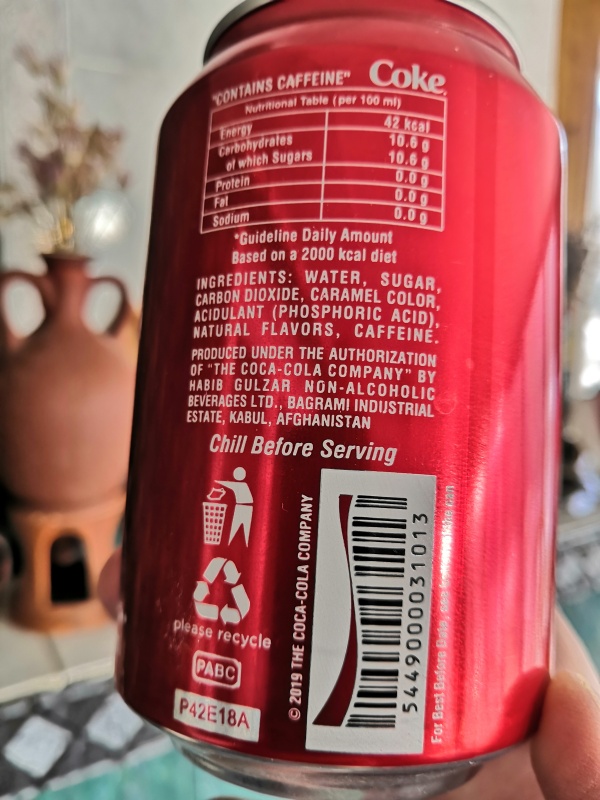 "CONTAINS CAFFEINE" Coke
Nutritional Table (per 100 ml)
Energy 42 kcal
Carbohydrates 10.6 g
of which Sugars 10.6 g
Protein 0.0 g
Fat 0.0 g
Sodium 0.0 g
*Guideline Daily Amount
Based on a 2000 kcal diet
INGREDIENTS: WATER, SUGAR,
CARBON DIOXIDE, CARAMEL COLOR,
ACIDULANT (PHOSPHORIC ACID),
NATURAL FLAVORS, CAFFEINE.
PRODUCED UNDER THE AUTHORIZATION
OF "THE COCA-COLA COMPANY" BY
HABIB GULZAR NON-ALCOHOLIC
BEVERAGES LTD., BAGRAMI INDUSTRIAL
ESTATE, KABUL, AFGHANISTAN
Chill Before Serving
please recycle
PABC
P42E18A
© 2019 THE COCA-COLA COMPANY
5449000031013
For Best Before Date, see